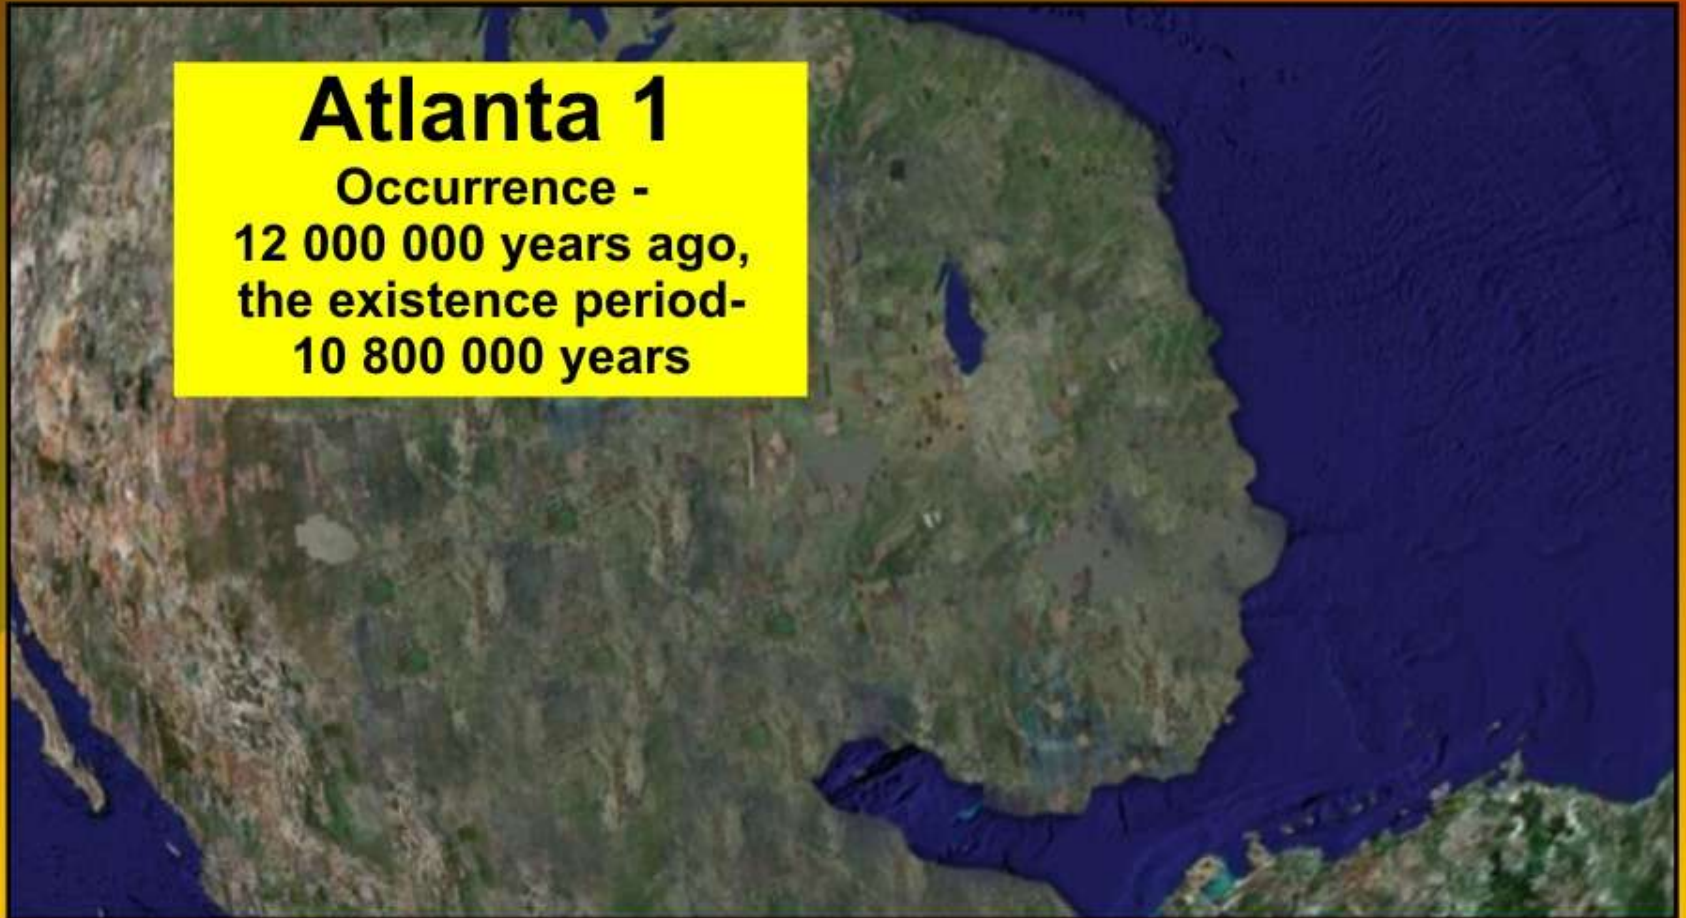 Atlanta 1
Occurrence -
12 000 000 years ago,
the existence period-
10 800 000 years